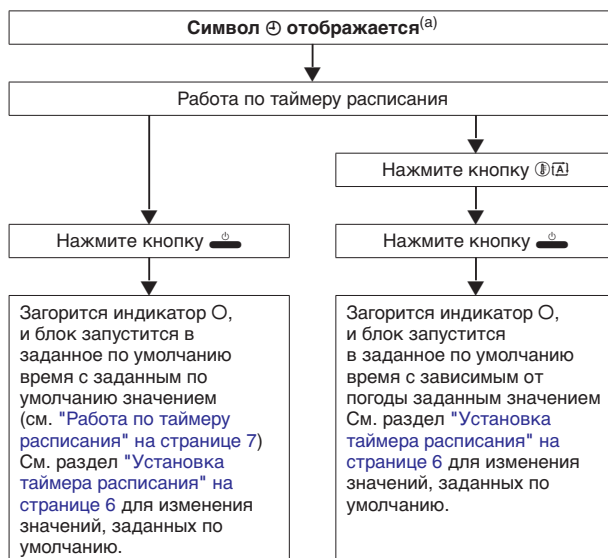 Символ 🕘 отображается(a)
Работа по таймеру расписания
Нажмите кнопку
Нажмите кнопку
Нажмите кнопку
Загорится индикатор O,
и блок запустится в
заданное по умолчанию
время с заданным по
умолчанию значением
(см. "Работа по таймеру
расписания" на странице 7)
См. раздел "Установка
таймера расписания" на
странице 6 для изменения
значений, заданных по
умолчанию.
Загорится индикатор O,
и блок запустится
в заданное по умолчанию
время с зависимым от
погоды заданным значением
См. раздел "Установка
таймера расписания" на
странице 6 для изменения
значений, заданных по
умолчанию.